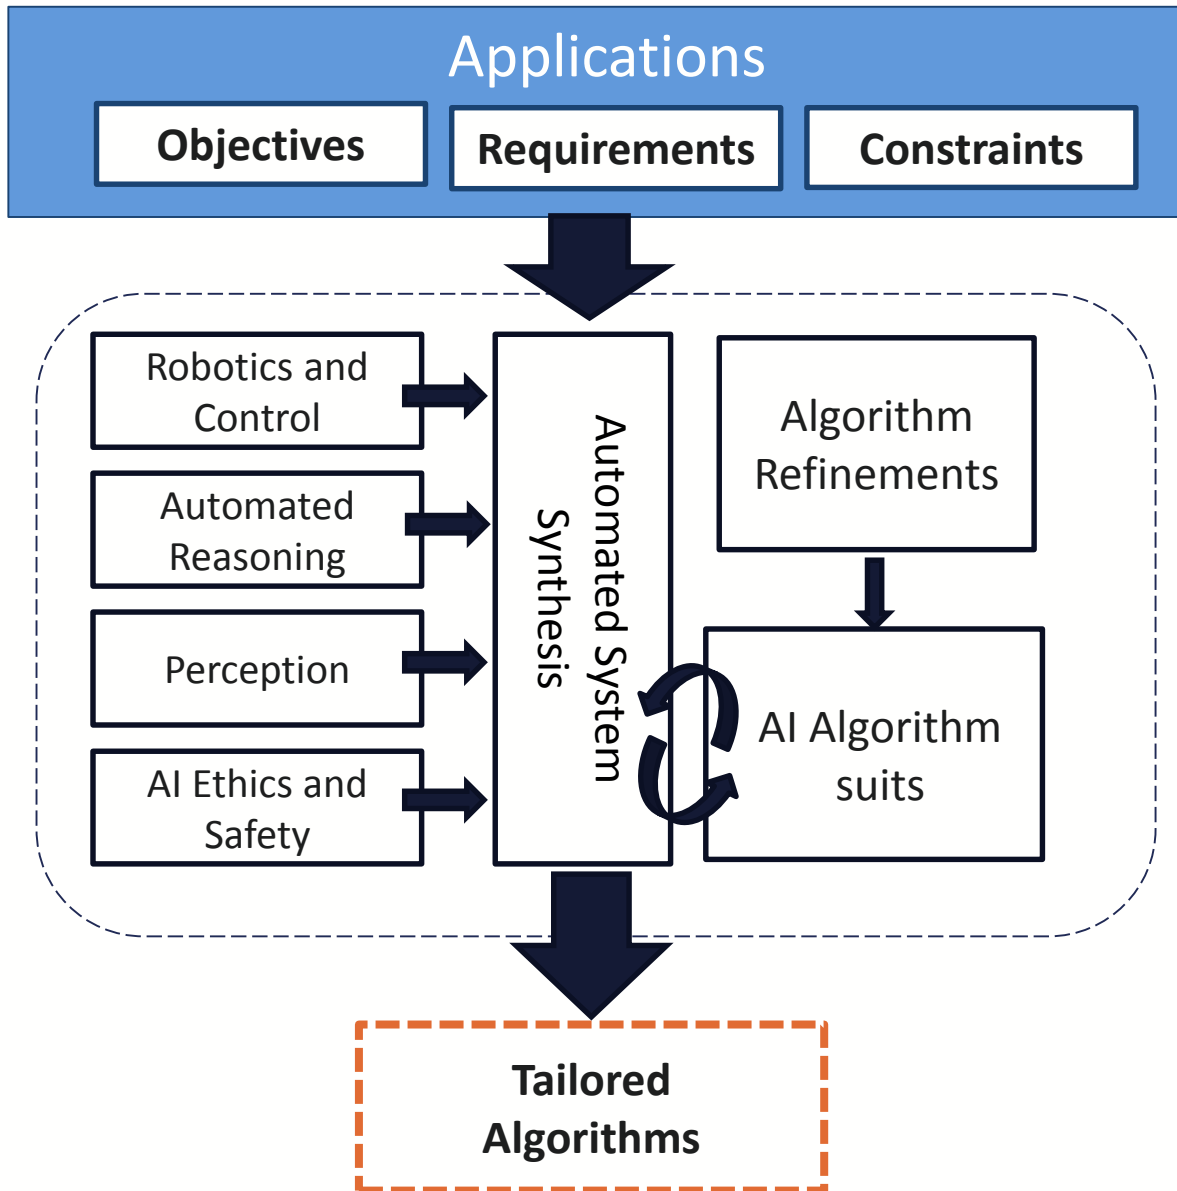 Applications
Objectives
Requirements
Constraints
Robotics and
Control
Automated
Reasoning
Perception
AI Ethics and
Safety
Automated System
Synthesis
Algorithm
Refinements
AI Algorithm
suits
Tailored
Algorithms